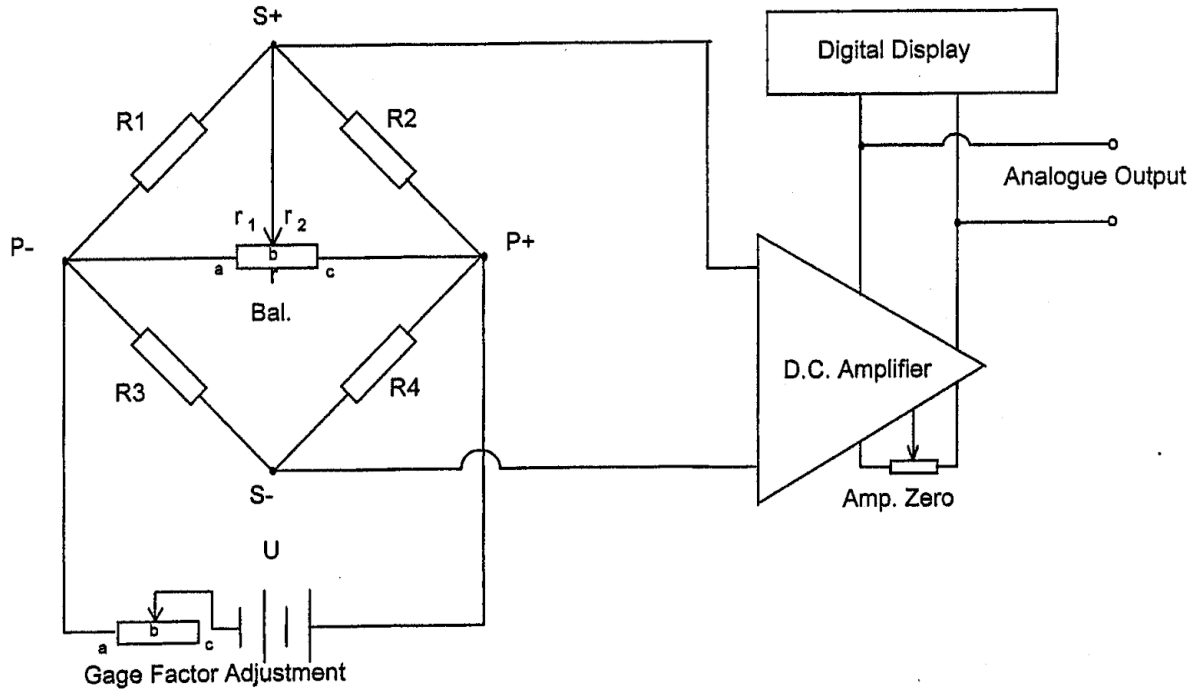 S+
Digital Display
R1
R2
Analogue Output
r1 r2
P-
P+
b
a
r
c
Bal.
R3
R4
D.C. Amplifier
S-
Amp. Zero
U
b
a
c
Gage Factor Adjustment